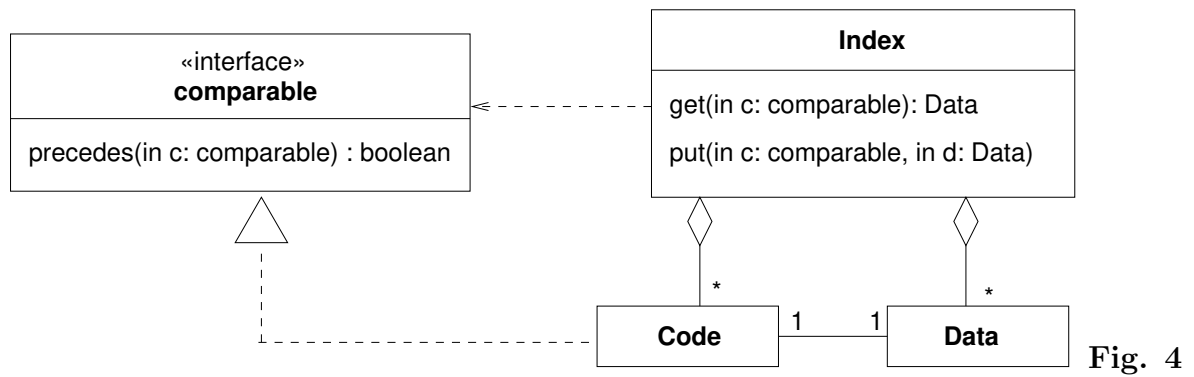 «interface»
comparable
precedes(in c: comparable) : boolean
Index
get(in c: comparable): Data
put(in c: comparable, in d: Data)
*
*
Code
1
1
Data
Fig. 4